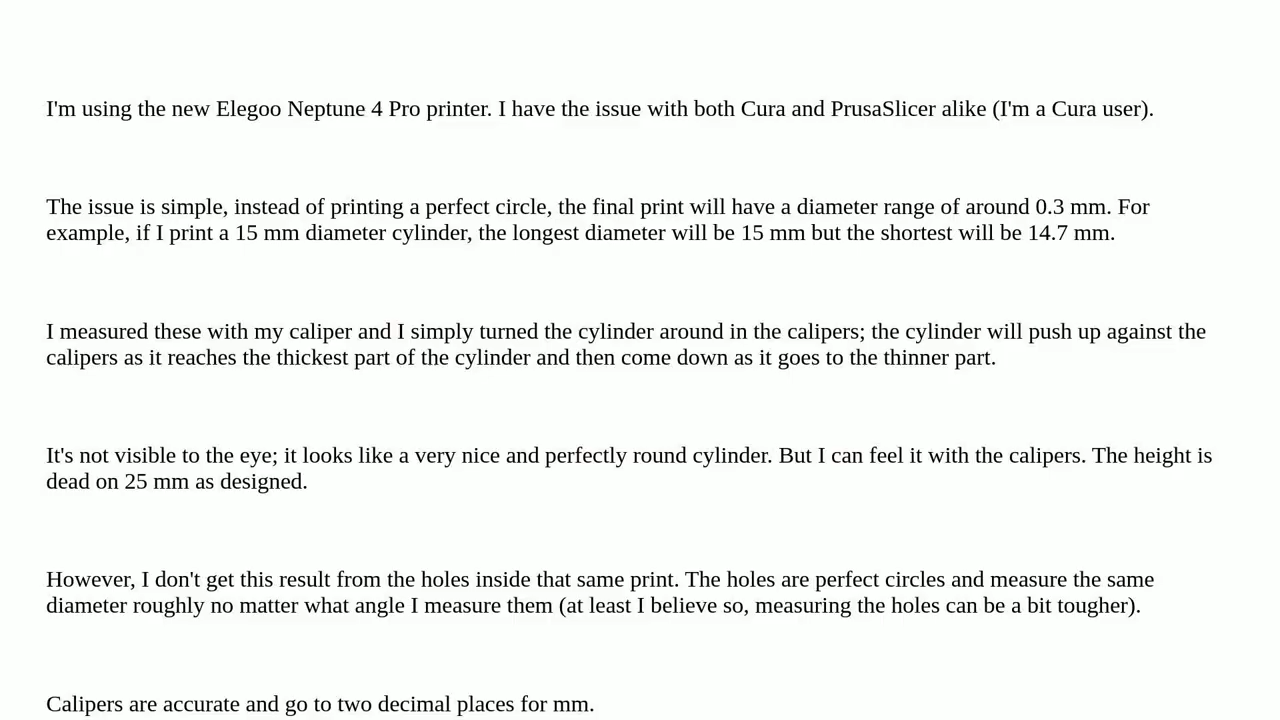 I'm using the new Elegoo Neptune 4 Pro printer. I have the issue with both Cura and PrusaSlicer alike (I'm a Cura user).
The issue is simple, instead of printing a perfect circle, the final print will have a diameter range of around 0.3 mm. For
example, if I print a 15 mm diameter cylinder, the longest diameter will be 15 mm but the shortest will be 14.7 mm.
I measured these with my caliper and I simply turned the cylinder around in the calipers; the cylinder will push up against the
calipers as it reaches the thickest part of the cylinder and then come down as it goes to the thinner part.
It's not visible to the eye; it looks like a very nice and perfectly round cylinder. But I can feel it with the calipers. The height is
dead on 25 mm as designed.
However, I don't get this result from the holes inside that same print. The holes are perfect circles and measure the same
diameter roughly no matter what angle I measure them (at least I believe so, measuring the holes can be a bit tougher).
Calipers are accurate and go to two decimal places for mm.